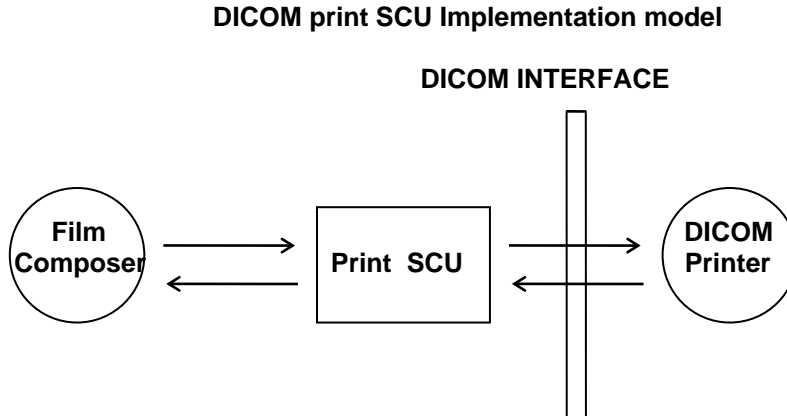 DICOM print SCU Implementation model
DICOM INTERFACE
Film
Composer
Print SCU
DICOM
Printer